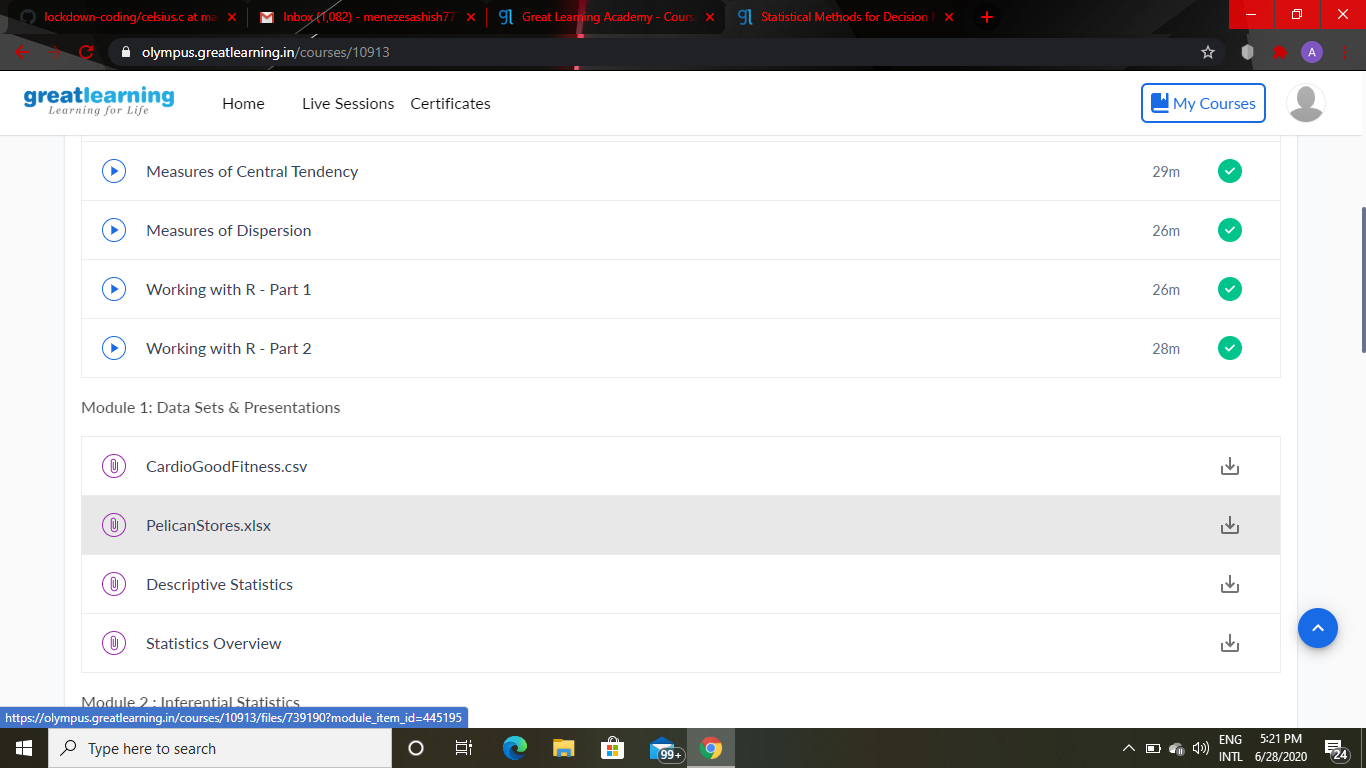 lockdown-coding/celsius.c at ma
Inbox (1,082) - menezesashish77
Great Learning Academy - Cours
Statistical Methods for Decision
olympus.greatlearning.in/courses/10913
A
greatlearning
Learning for Life
Home
Live Sessions
Certificates
My Courses
Measures of Central Tendency
29m
Measures of Dispersion
26m
Working with R - Part 1
26m
Working with R - Part 2
28m
Module 1: Data Sets & Presentations
CardioGoodFitness.csv
PelicanStores.xlsx
Descriptive Statistics
Statistics Overview
Module 2 : Inferential Statistics
https://olympus.greatlearning.in/courses/10913/files/739190?module_item_id=445195
Type here to search
99+
ENG
INTL
5:21 PM
6/28/2020
24